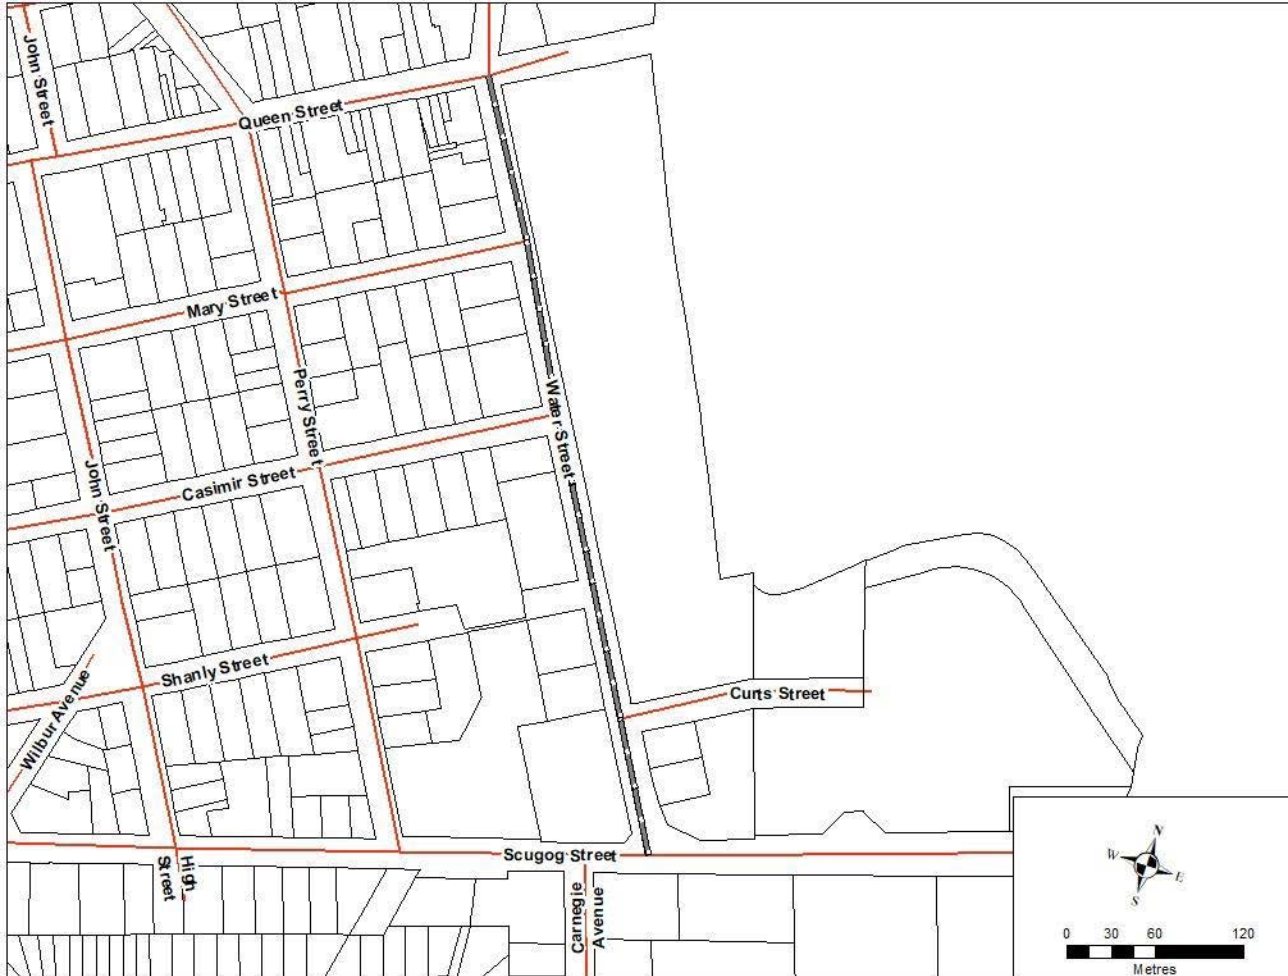 John Street
Queen Street
Mary Street
Perry Street
Water Street
Casimir Street
John Street
Shanly Street
Curts Street
Wilbur Avenue
Scugog Street
High
Street
Carnegie
Avenue
N
W
E
S
0 30 60 120
Metres